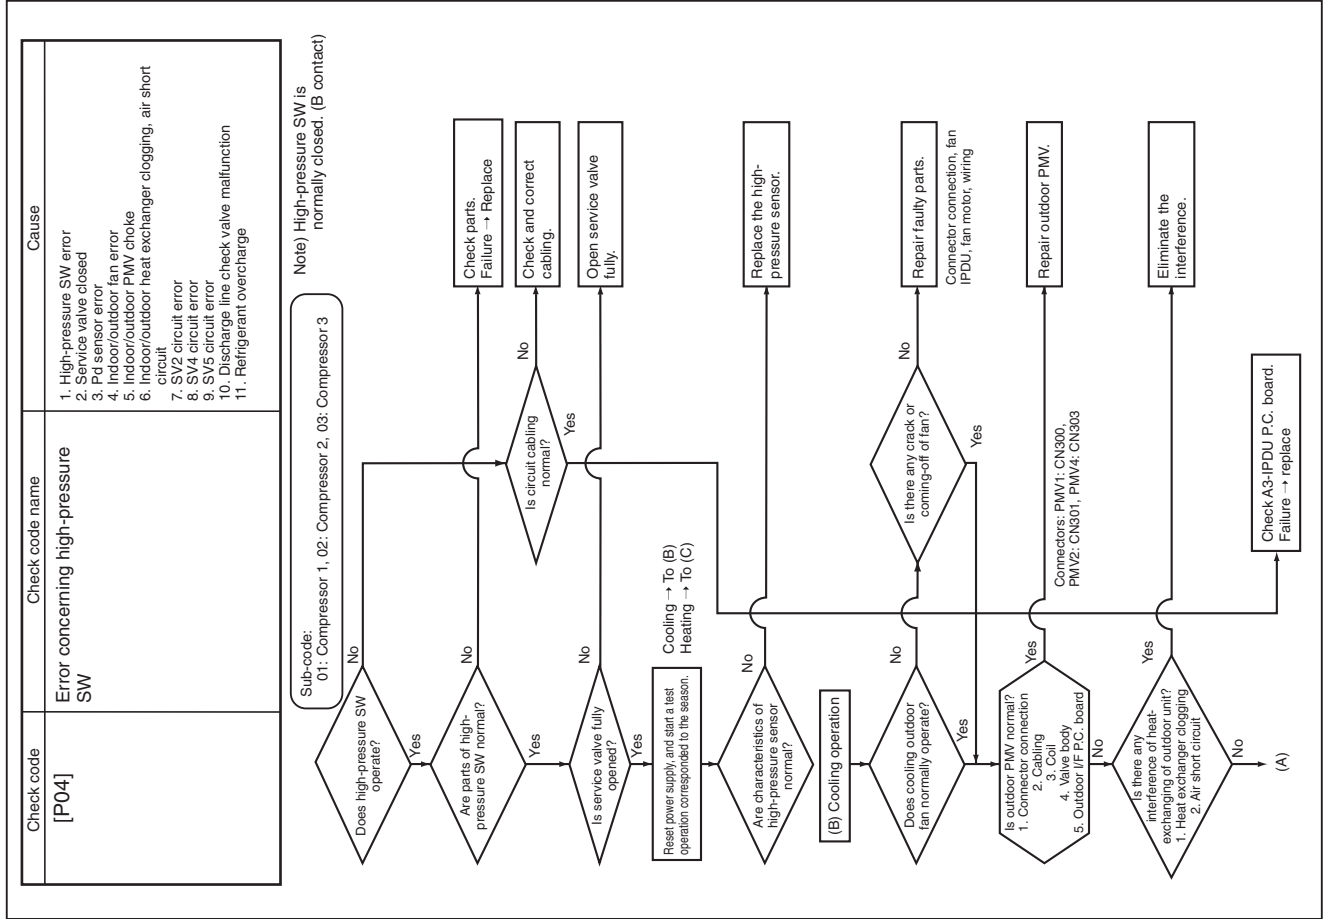 Check code
Check code name
Cause
[P04]
Error concerning high-pressure
SW
1. High-pressure SW error
2. Service valve closed
3. Pd sensor error
4. Indoor/outdoor fan error
5. Indoor/outdoor PMV choke
6. Indoor/outdoor heat exchanger clogging, air short
circuit
7. SV2 circuit error
8. SV4 circuit error
9. SV5 circuit error
10. Discharge line check valve malfunction
11. Refrigerant overcharge
Sub-code:
01: Compressor 1, 02: Compressor 2, 03: Compressor 3
Note) High-pressure SW is
normally closed. (B contact)
Does high-pressure SW
operate?
No
Yes
Are parts of high-
pressure SW normal?
No
Check parts.
Failure → Replace
Yes
Is circuit cabling
normal?
No
Check and correct
cabling.
Yes
Is service valve fully
opened?
No
Open service valve
fully.
Yes
Reset power supply, and start a test
operation corresponded to the season.
Cooling → To (B)
Heating → To (C)
Are characteristics of
high-pressure sensor
normal?
No
Replace the high-
pressure sensor.
(B) Cooling operation
Does cooling outdoor
fan normally operate?
No
Yes
Is there any crack or
coming-off of fan?
No
Repair faulty parts.
Connector connection, fan
IPDU, fan motor, wiring
Yes
Is outdoor PMV normal?
1. Connector connection
2. Cabling
3. Coil
4. Valve body
5. Outdoor I/F P.C. board
Yes
Repair outdoor PMV.
Connectors: PMV1: CN300,
PMV2: CN301, PMV4: CN303
No
Is there any
interference of heat-
exchanging of outdoor unit?
1. Heat exchanger clogging
2. Air short circuit
Yes
Eliminate the
interference.
No
(A)
Check A3-IPDU P.C. board.
Failure → replace